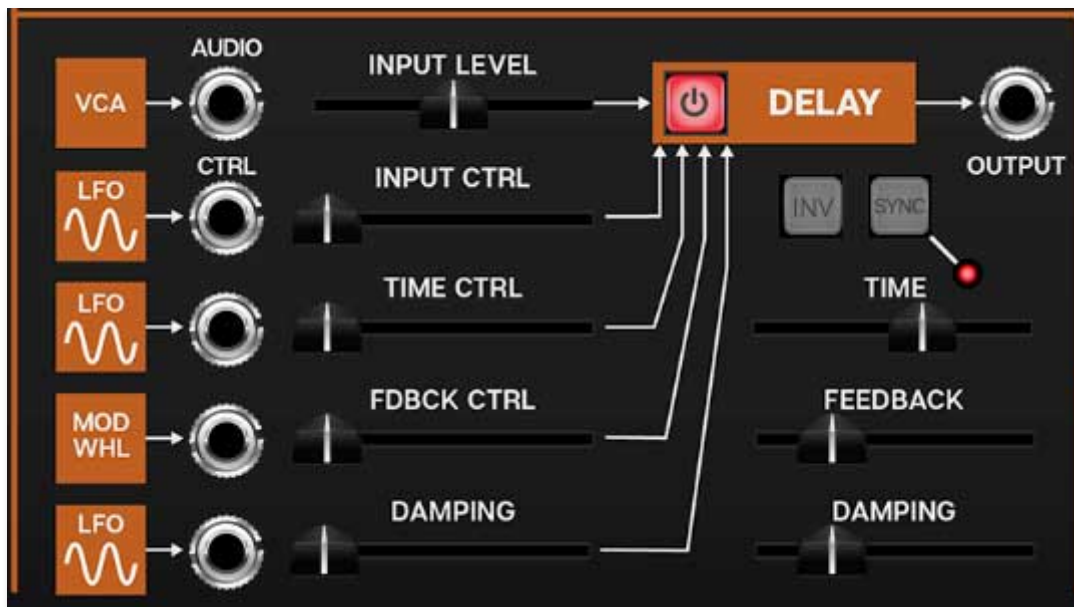 AUDIO
INPUT LEVEL
VCA
DELAY
OUTPUT
CTRL
INPUT CTRL
LFO
INV
SYNC
TIME CTRL
LFO
TIME
FDBCK CTRL
MOD
WHL
FEEDBACK
DAMPING
LFO
DAMPING